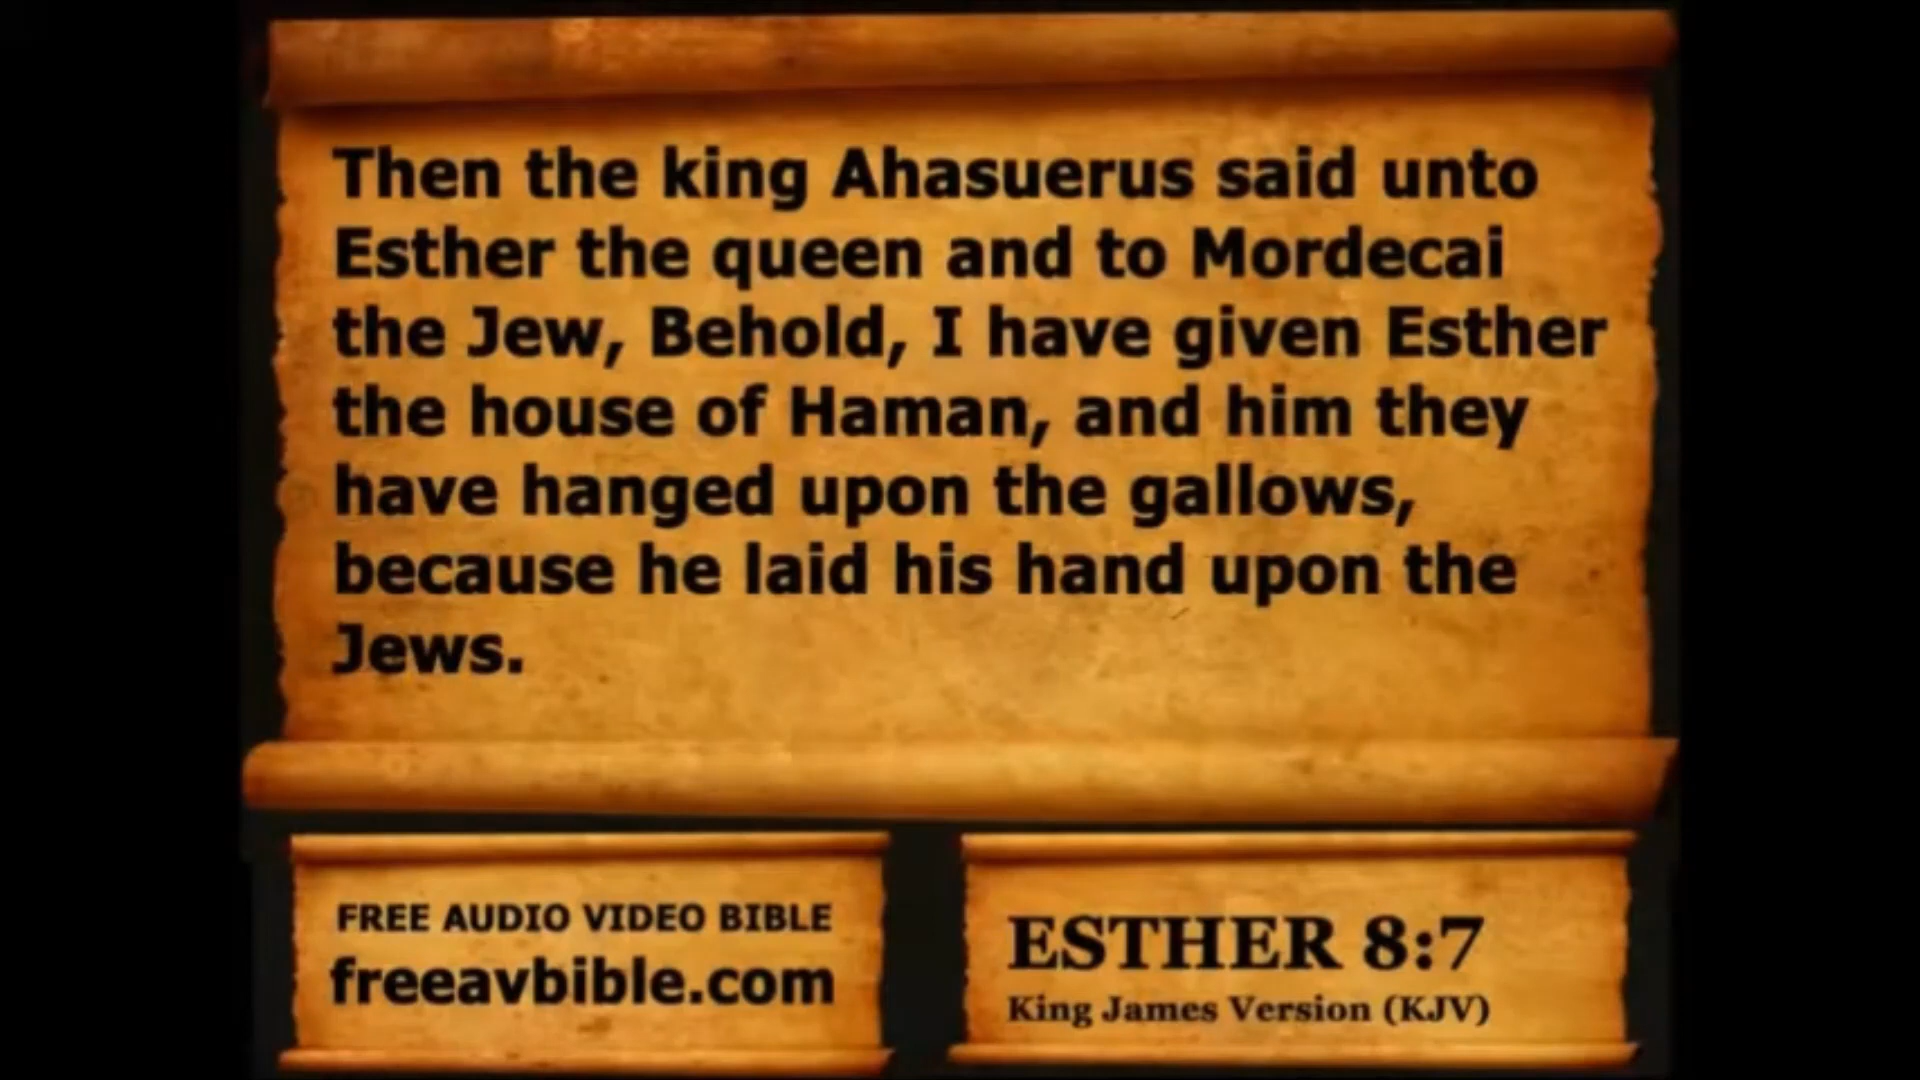 Then the king Ahasuerus said unto
Esther the queen and to Mordecai
the Jew, Behold, I have given Esther
the house of Haman, and him they
have hanged upon the gallows,
because he laid his hand upon the
Jews.
FREE AUDIO VIDEO BIBLE
freeavbible.com
ESTHER 8:7
King James Version (KJV)